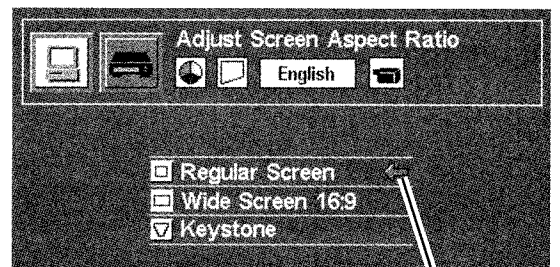 Adjust Screen Aspect Ratio
English
Regular Screen
Wide Screen 16:9
Keystone